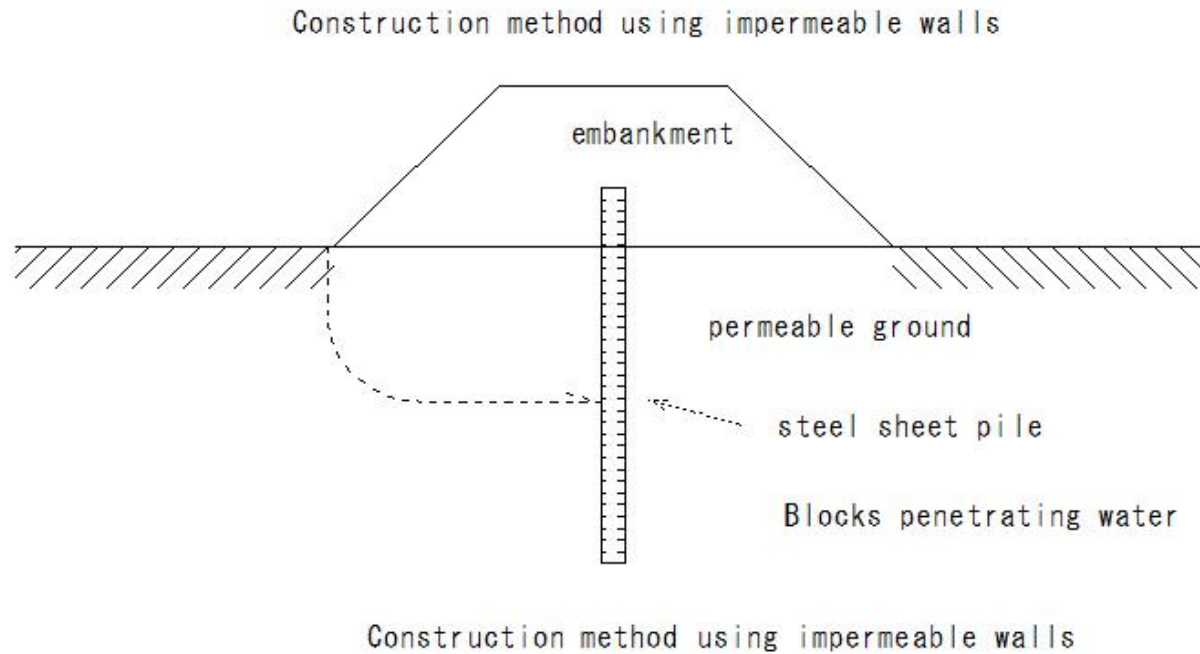 Construction method using impermeable walls
embankment
permeable ground
steel sheet pile
Blocks penetrating water
Construction method using impermeable walls